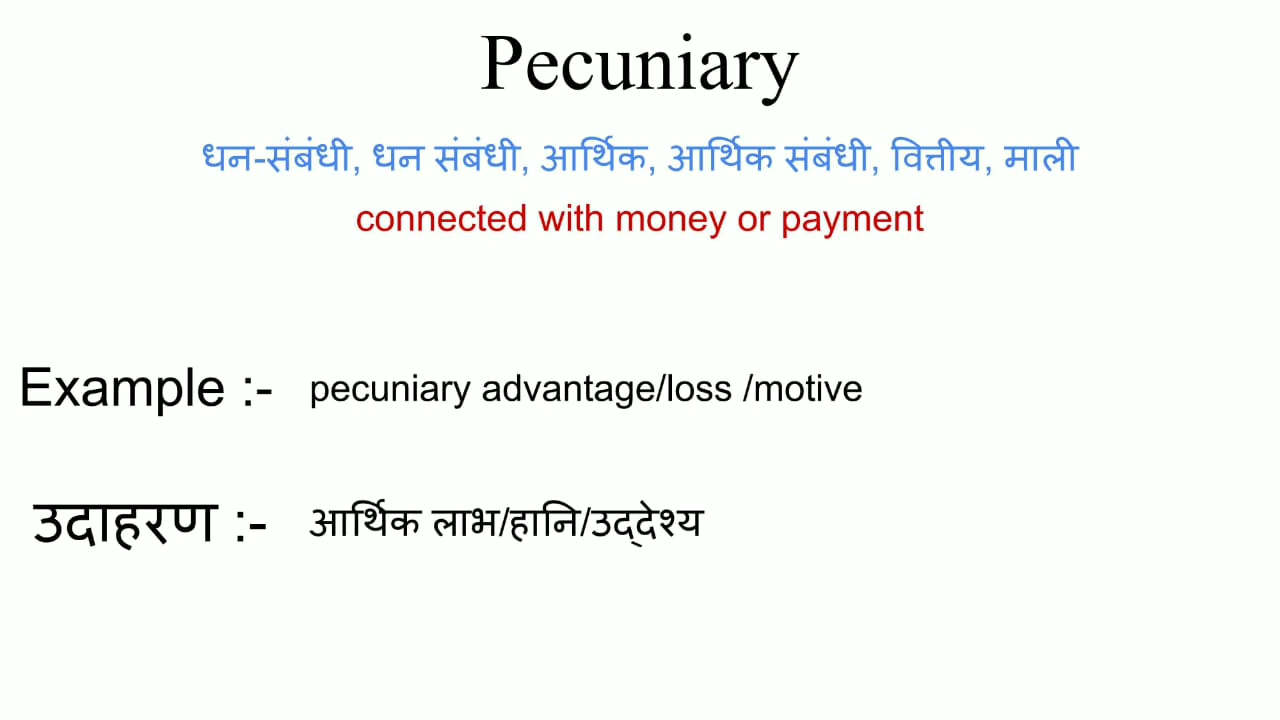 Pecuniary
धन-संबंधी, धन संबंधी, आर्थिक, आर्थिक संबंधी, वित्तीय, माली
connected with money or payment
Example :- pecuniary advantage/loss /motive
उदाहरण :- आर्थिक लाभ/हानि/उद्‌देश्य